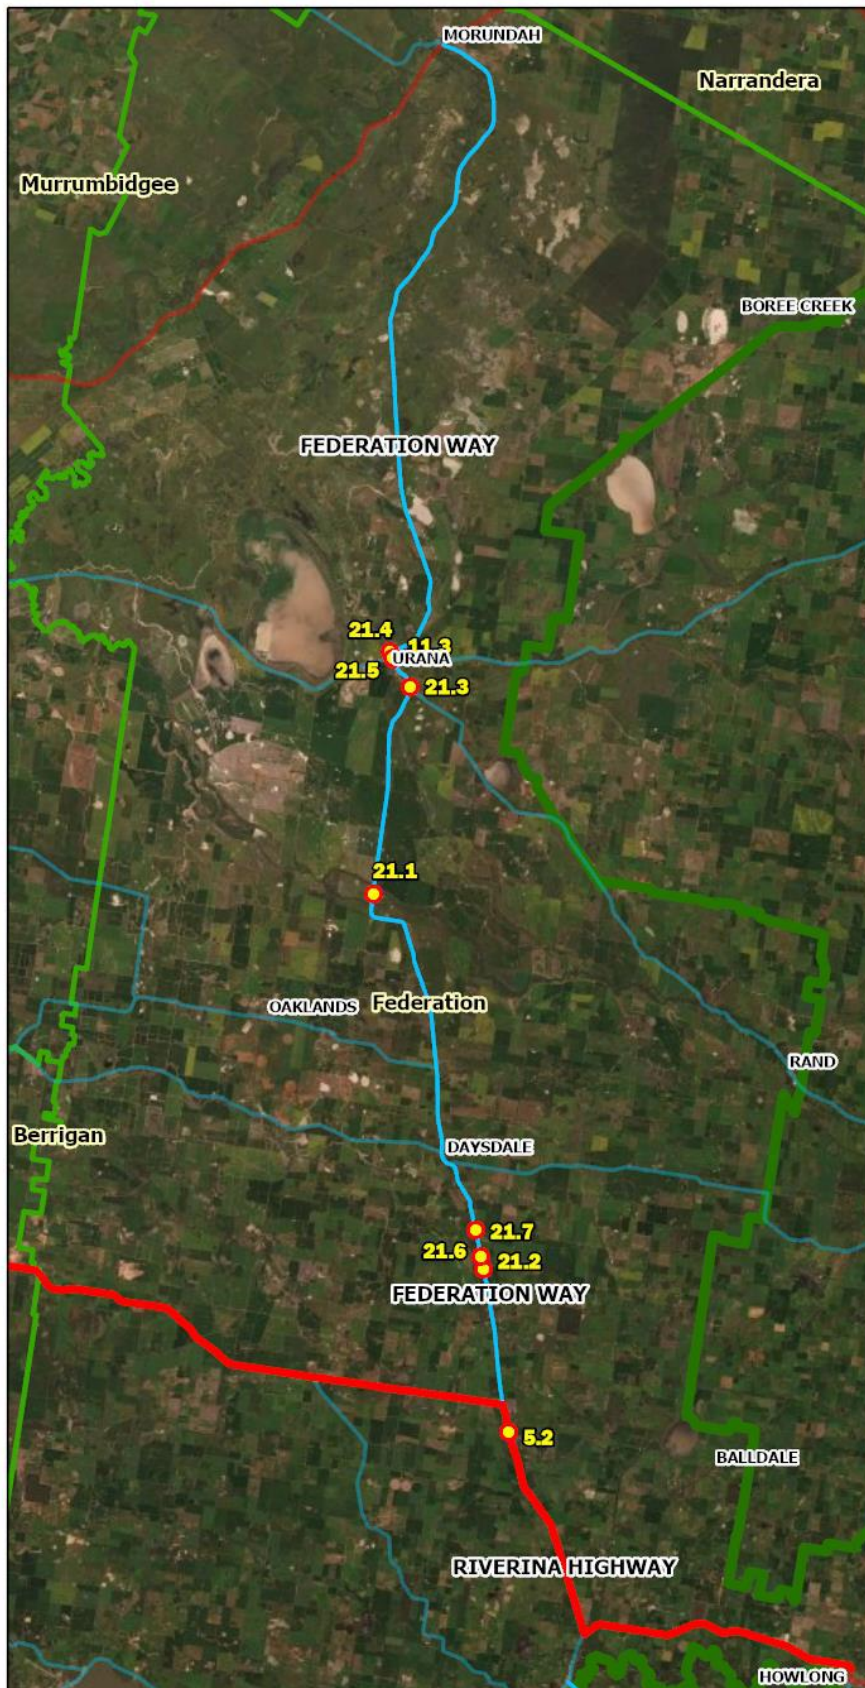 MORUNDAH
Narrandera
Murrumbidgee
BOREE CREEK
FEDERATION WAY
21.4
11.3
URANA
21.5
21.3
21.1
OAKLANDS
Federation
RAND
Berrigan
DAYSDALE
21.7
21.6
21.2
FEDERATION WAY
5.2
BALLDALE
RIVERINA HIGHWAY
HOWLONG